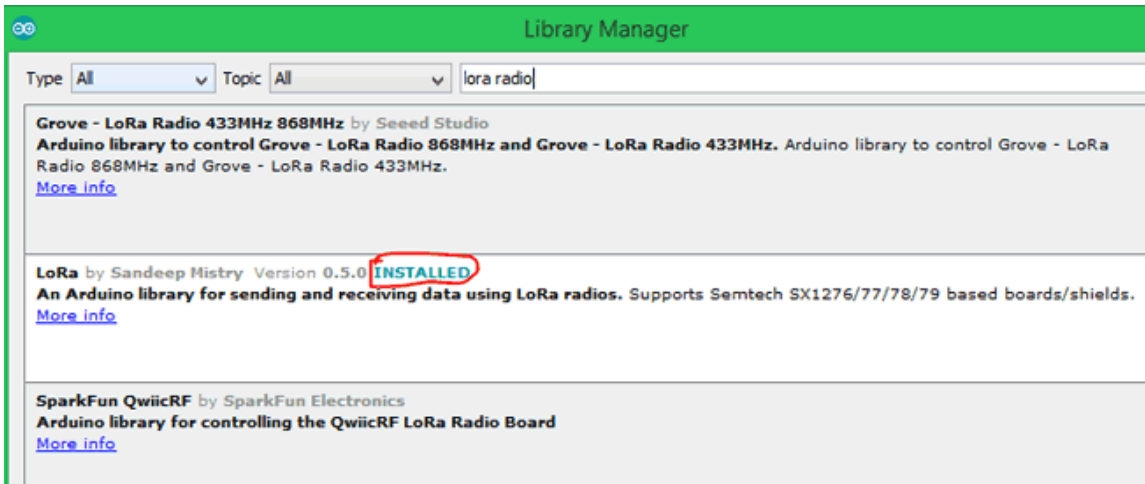 Library Manager
Type All Topic All lora radio
Grove - LoRa Radio 433MHz 868MHz by Seeed Studio
Arduino library to control Grove - LoRa Radio 868MHz and Grove - LoRa Radio 433MHz. Arduino library to control Grove - LoRa
Radio 868MHz and Grove - LoRa Radio 433MHz.
More info
LoRa by Sandeep Mistry Version 0.5.0 INSTALLED
An Arduino library for sending and receiving data using LoRa radios. Supports Semtech SX1276/77/78/79 based boards/shields.
More info
SparkFun QwiicRF by SparkFun Electronics
Arduino library for controlling the QwiicRF LoRa Radio Board
More info